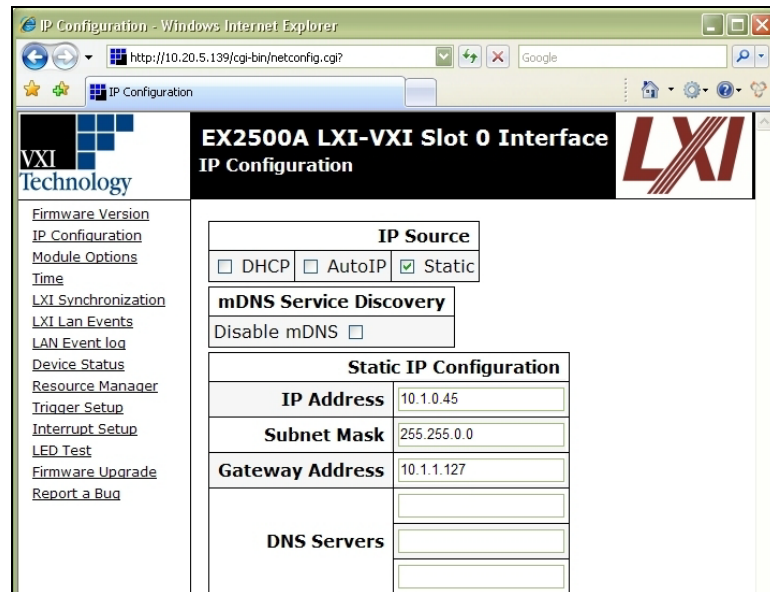 IP Configuration - Windows Internet Explorer
http://10.20.5.139/cgi-bin/netconfig.cgi?
Google
IP Configuration
VXI
Technology
EX2500A LXI-VXI Slot 0 Interface
IP Configuration
LXI
Firmware Version
IP Configuration
Module Options
Time
LXI Synchronization
LXI Lan Events
LAN Event log
Device Status
Resource Manager
Trigger Setup
Interrupt Setup
LED Test
Firmware Upgrade
Report a Bug
IP Source
DHCP AutoIP Static
mDNS Service Discovery
Disable mDNS
Static IP Configuration
IP Address 10.1.0.45
Subnet Mask 255.255.0.0
Gateway Address 10.1.1.127
DNS Servers